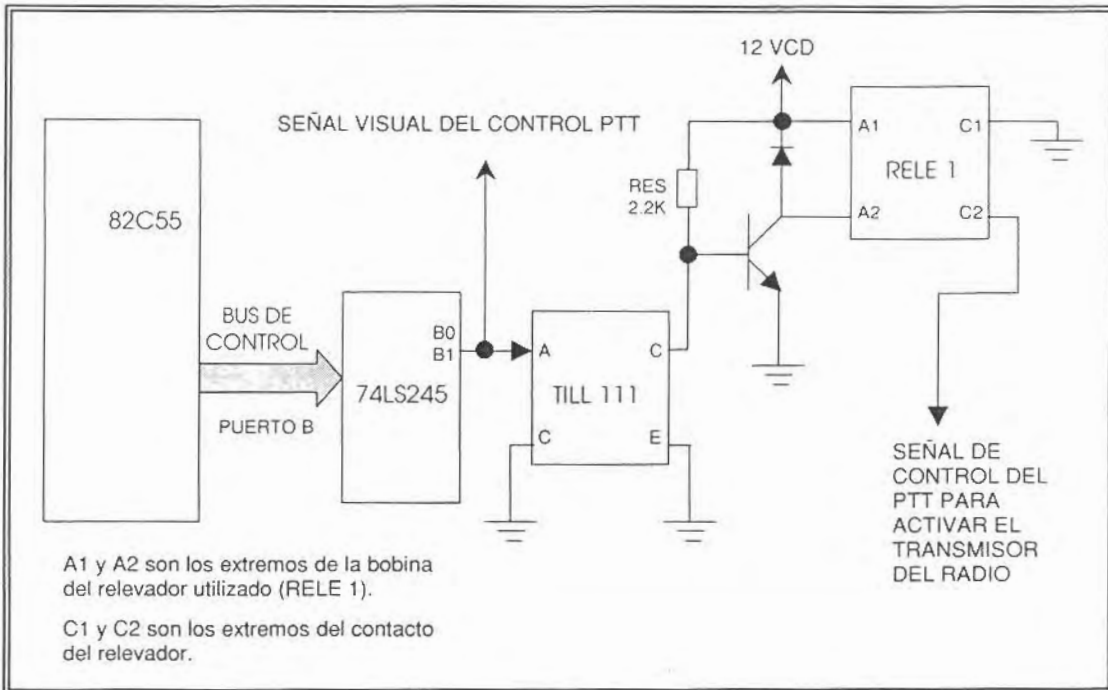 12 VCD
SEÑAL VISUAL DEL CONTROL PTT
A1
C1
RES
2.2K
RELE 1
82C55
A2
C2
BUS DE
CONTROL
B0
B1
A
C
74LS245
TILL 111
PUERTO B
C
E
SEÑAL DE
CONTROL DEL
PTT PARA
ACTIVAR EL
TRANSMISOR
DEL RADIO
A1 y A2 son los extremos de la bobina
del relevador utilizado (RELE 1).
C1 y C2 son los extremos del contacto
del relevador.